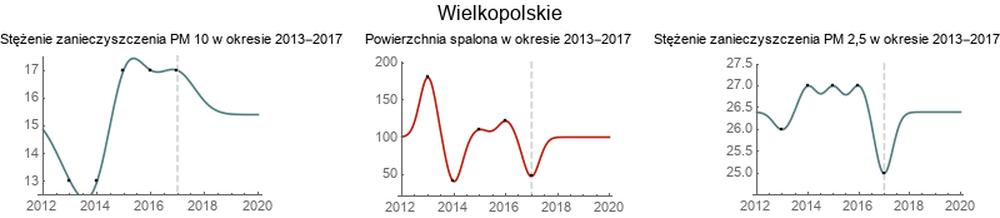 Wielkopolskie
Stężenie zanieczyszczenia PM 10 w okresie 2013–2017
17
16
15
14
13
2012 2014 2016 2018 2020
Powierzchnia spalona w okresie 2013–2017
200
150
100
50
2012 2014 2016 2018 2020
Stężenie zanieczyszczenia PM 2,5 w okresie 2013–2017
27.5
27.0
26.5
26.0
25.5
25.0
2012 2014 2016 2018 2020